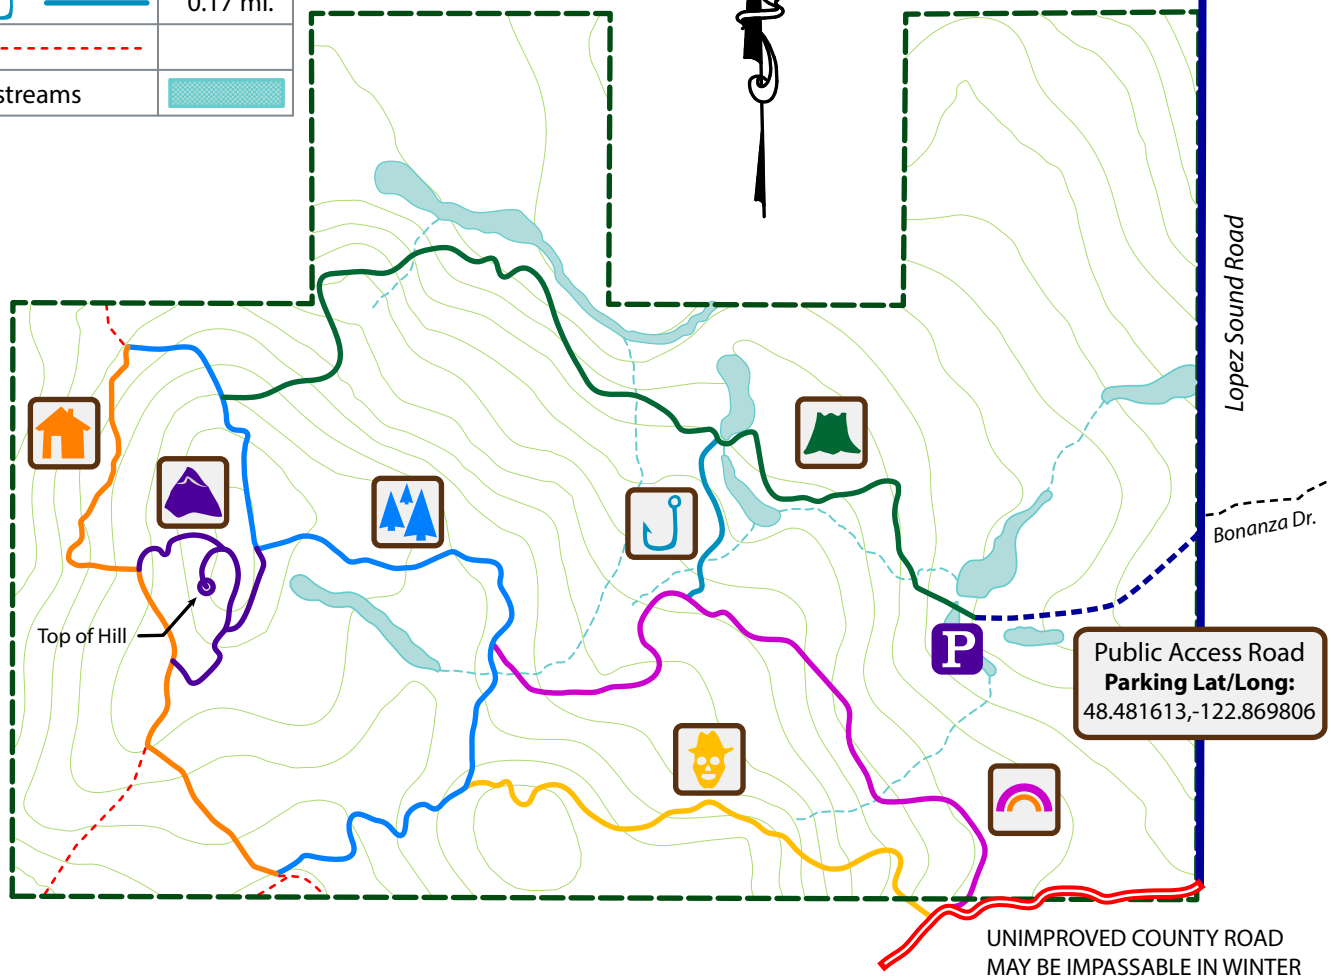 0.17 mi.
streams
Lopez Sound Road
Bonanza Dr.
Top of Hill
P
Public Access Road
Parking Lat/Long:
48.481613,-122.869806
UNIMPROVED COUNTY ROAD
MAY BE IMPASSABLE IN WINTER